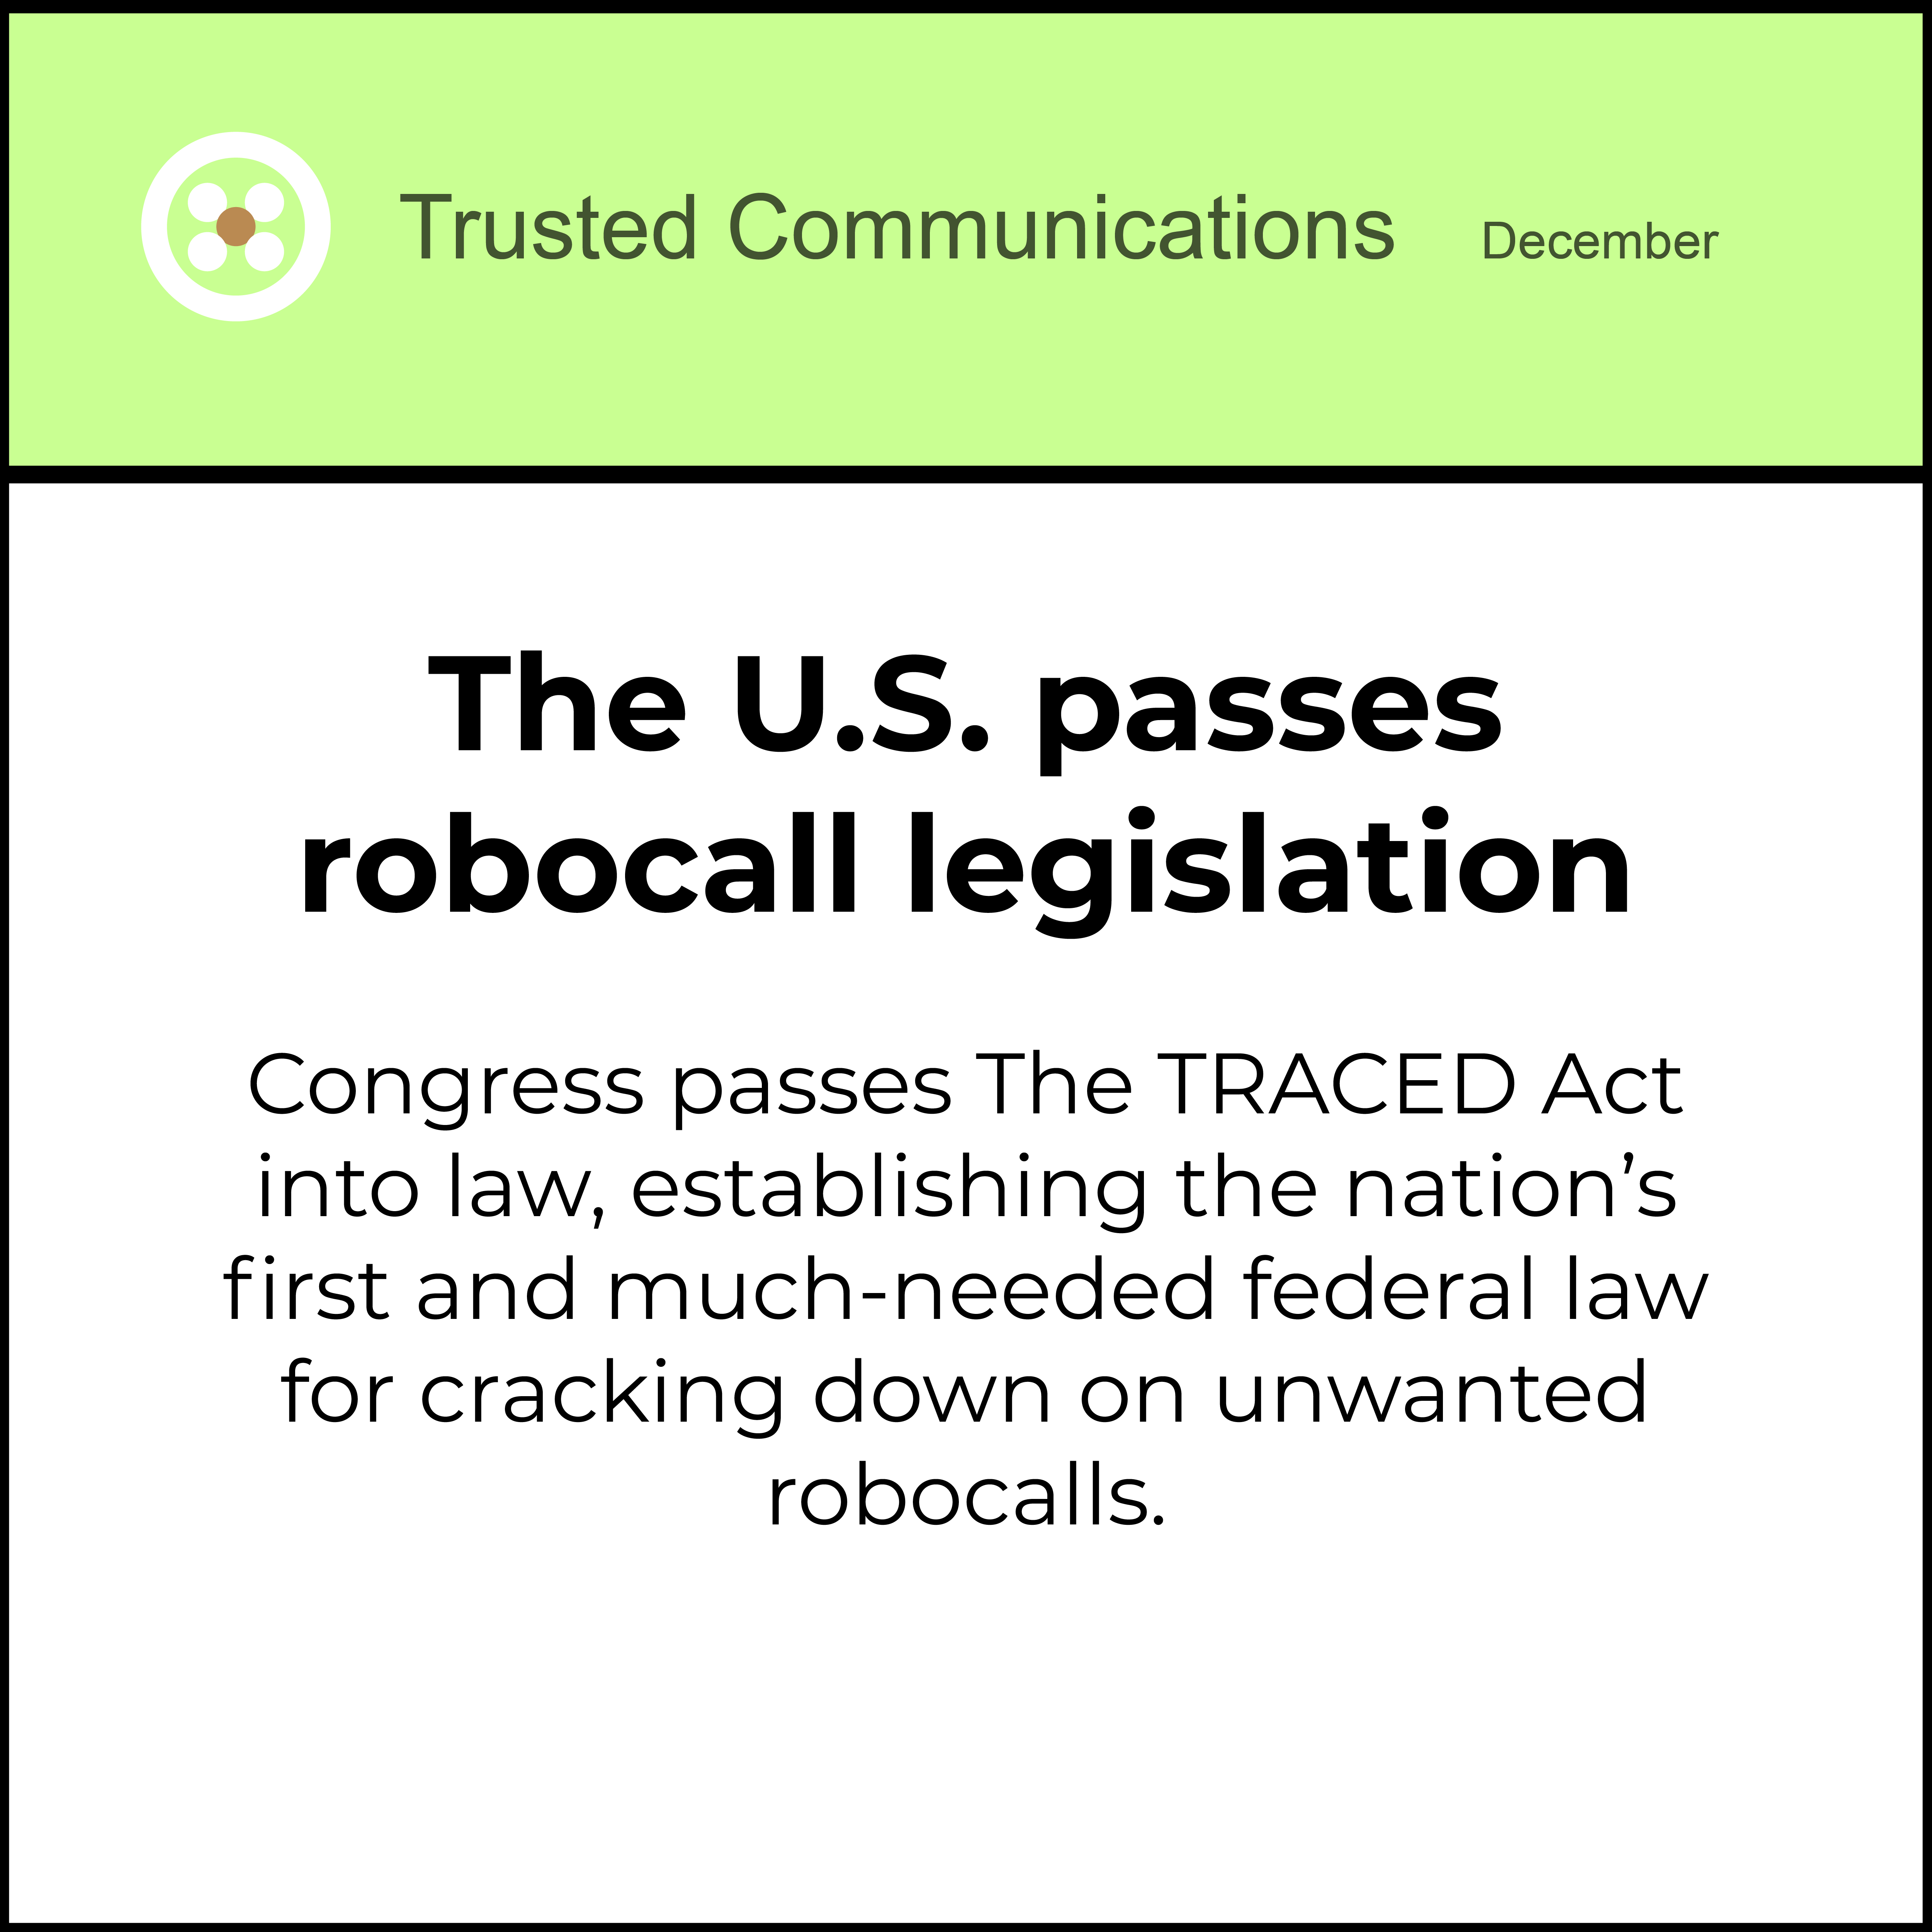 Trusted Communications December
The U.S. passes
robocall legislation
Congress passes The TRACED Act
into law, establishing the nation’s
first and much-needed federal law
for cracking down on unwanted
robocalls.